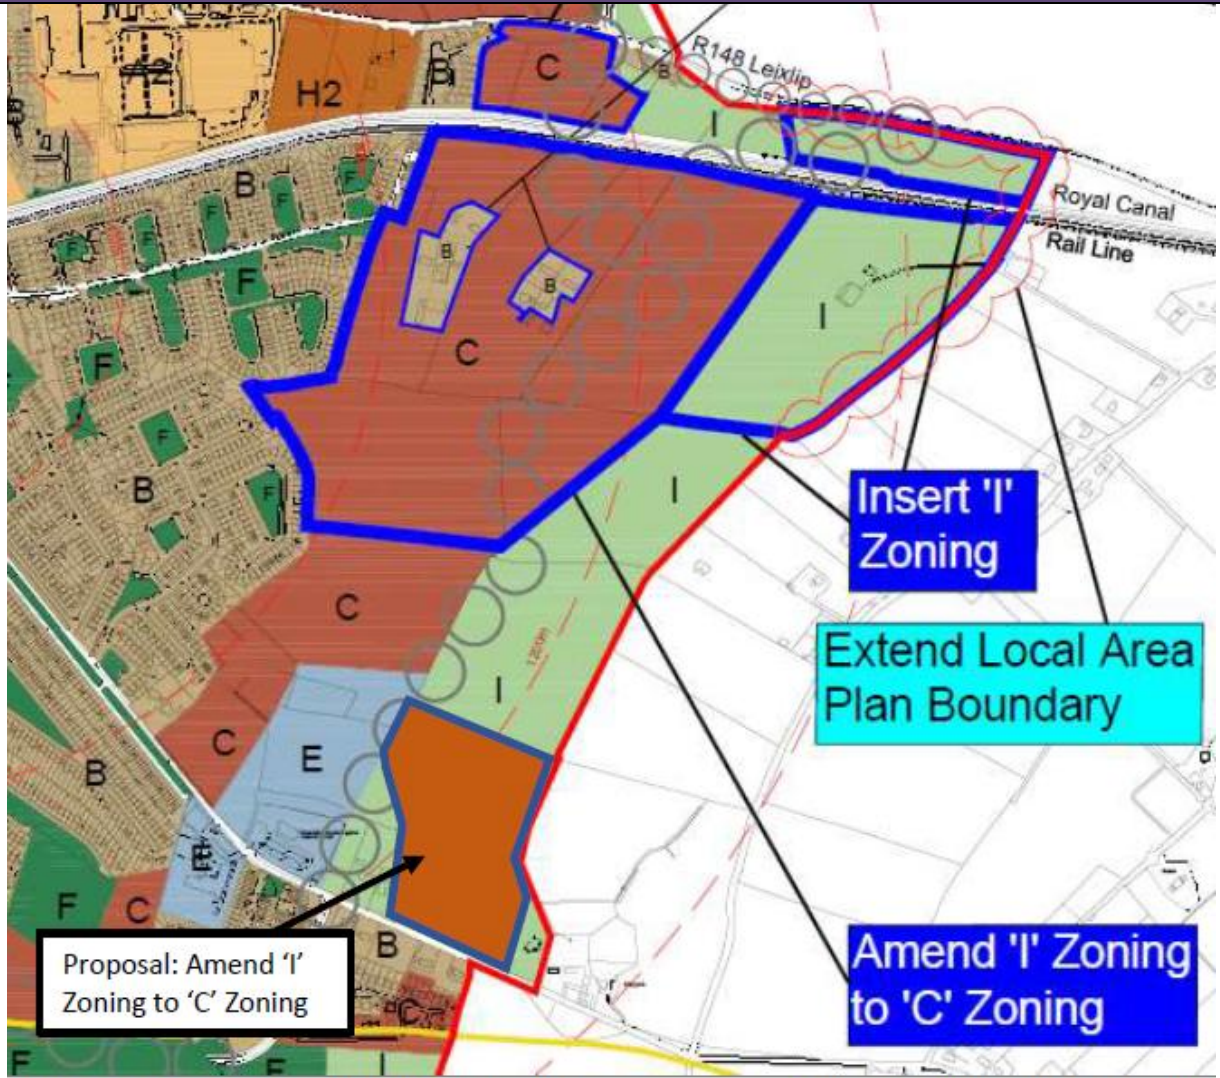 H2
B
C
B
R148 Leixlip
I
B
F
F
F
F
F
Royal Canal
Rail Line
F
B
B
I
F
C
F
B
F
I
Insert 'I'
Zoning
C
Extend Local Area
Plan Boundary
I
C
E
B
F
C
B
Proposal: Amend 'I'
Zoning to 'C' Zoning
Amend 'I' Zoning
to 'C' Zoning
C
F
F
I